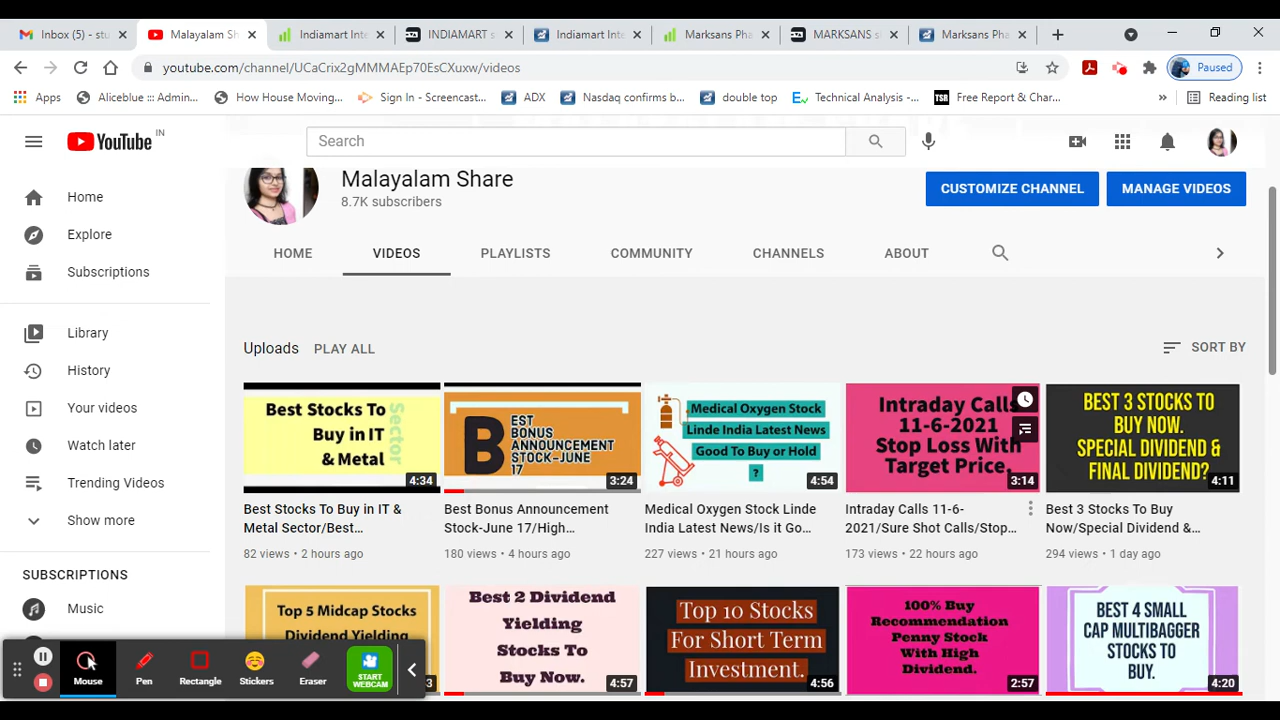 Inbox (5) - stu
Malayalam Sh
Indiamart Inte
INDIAMART s
Indiamart Inte
Marksans Pha
MARKSANS s
Marksans Pha
youtube.com/channel/UCaCrix2gMMMAEp70EsCXuxw/videos
Paused
Apps
Aliceblue ::: Admin...
How House Moving...
Sign In - Screencast...
ADX
Nasdaq confirms b...
double top
Technical Analysis -...
TSR
Free Report & Char...
»
Reading list
YouTube IN
Search
Malayalam Share
8.7K subscribers
CUSTOMIZE CHANNEL
MANAGE VIDEOS
HOME
VIDEOS
PLAYLISTS
COMMUNITY
CHANNELS
ABOUT
Home
Explore
Subscriptions
Library
History
Your videos
Watch later
Trending Videos
Show more
SUBSCRIPTIONS
Music
Uploads
PLAY ALL
SORT BY
Best Stocks To
Buy in IT
& Metal
Sector
4:34
Best Stocks To Buy in IT &
Metal Sector/Best...
82 views • 2 hours ago
B
EST
BONUS
ANNOUNCEMENT
STOCK-JUNE
17
3:24
Best Bonus Announcement
Stock-June 17/High...
180 views • 4 hours ago
Medical Oxygen Stock
Linde India Latest News
Good To Buy or Hold
?
4:54
Medical Oxygen Stock Linde
India Latest News/Is it Go...
227 views • 21 hours ago
Intraday Calls
11-6-2021
Stop Loss With
Target Price.
3:14
Intraday Calls 11-6-
2021/Sure Shot Calls/Stop...
173 views • 22 hours ago
BEST 3 STOCKS TO
BUY NOW.
SPECIAL DIVIDEND &
FINAL DIVIDEND?
4:11
Best 3 Stocks To Buy
Now/Special Dividend &...
294 views • 1 day ago
Top 5 Midcap Stocks
Dividend Yielding
3
Best 2 Dividend
Yielding
Stocks To
Buy Now.
4:57
Top 10 Stocks
For Short Term
Investment.
4:56
100% Buy
Recommendation
Penny Stock
With High
Dividend.
2:57
BEST 4 SMALL
CAP MULTIBAGGER
STOCKS TO
BUY.
4:20
Mouse
Pen
Rectangle
Stickers
Eraser
START
WEBCAM